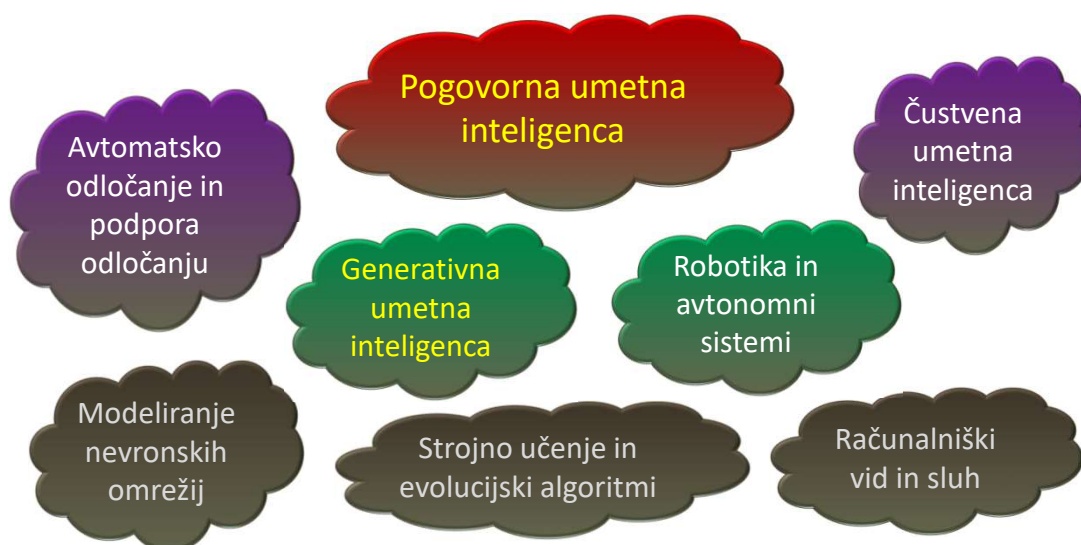 Pogovorna umetna
inteligenca
Avtomatsko
odločanje in
podpora
odločanju
Čustvena
umetna
inteligenca
Generativna
umetna
inteligenca
Robotika in
avtonomni
sistemi
Modeliranje
nevronskih
omrežij
Strojno učenje in
evolucijski algoritmi
Računalniški
vid in sluh